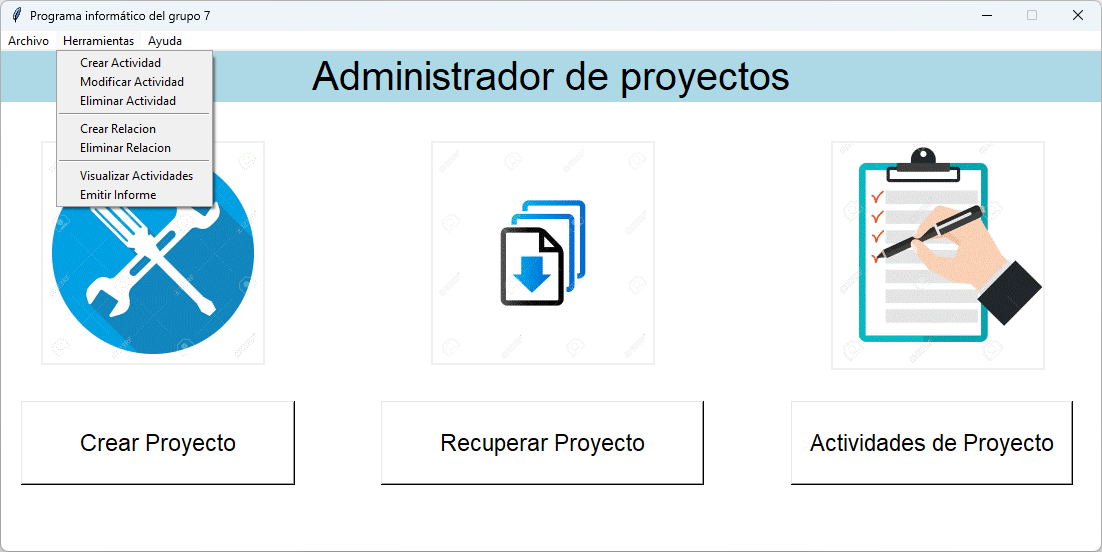 Programa informático del grupo 7
Archivo Herramientas Ayuda
Crear Actividad
Modificar Actividad
Eliminar Actividad
Crear Relacion
Eliminar Relacion
Visualizar Actividades
Emitir Informe
Administrador de proyectos
Crear Proyecto
Recuperar Proyecto
Actividades de Proyecto